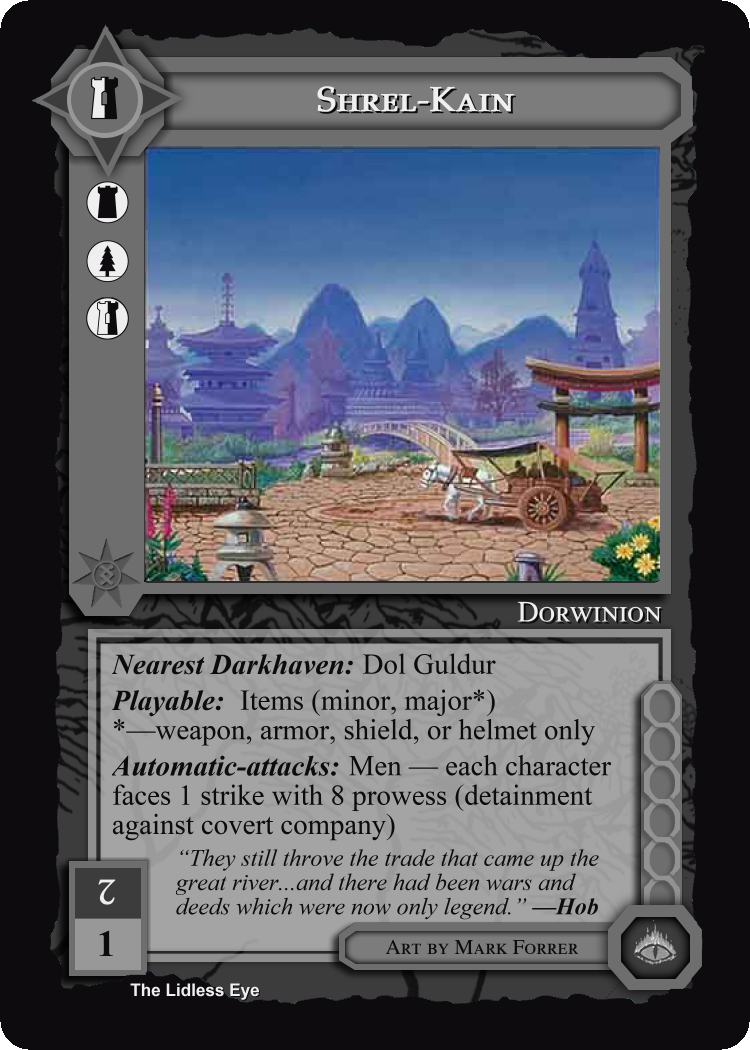 Shrel-Kain
Dorwinion
Nearest Darkhaven: Dol Guldur
Playable: Items (minor, major*)
*—weapon, armor, shield, or helmet only
Automatic-attacks: Men — each character
faces 1 strike with 8 prowess (detainment
against covert company)
“They still throve the trade that came up the
great river...and there had been wars and
deeds which were now only legend.” —Hob
2
1
Art by Mark Forrer
The Lidless Eye